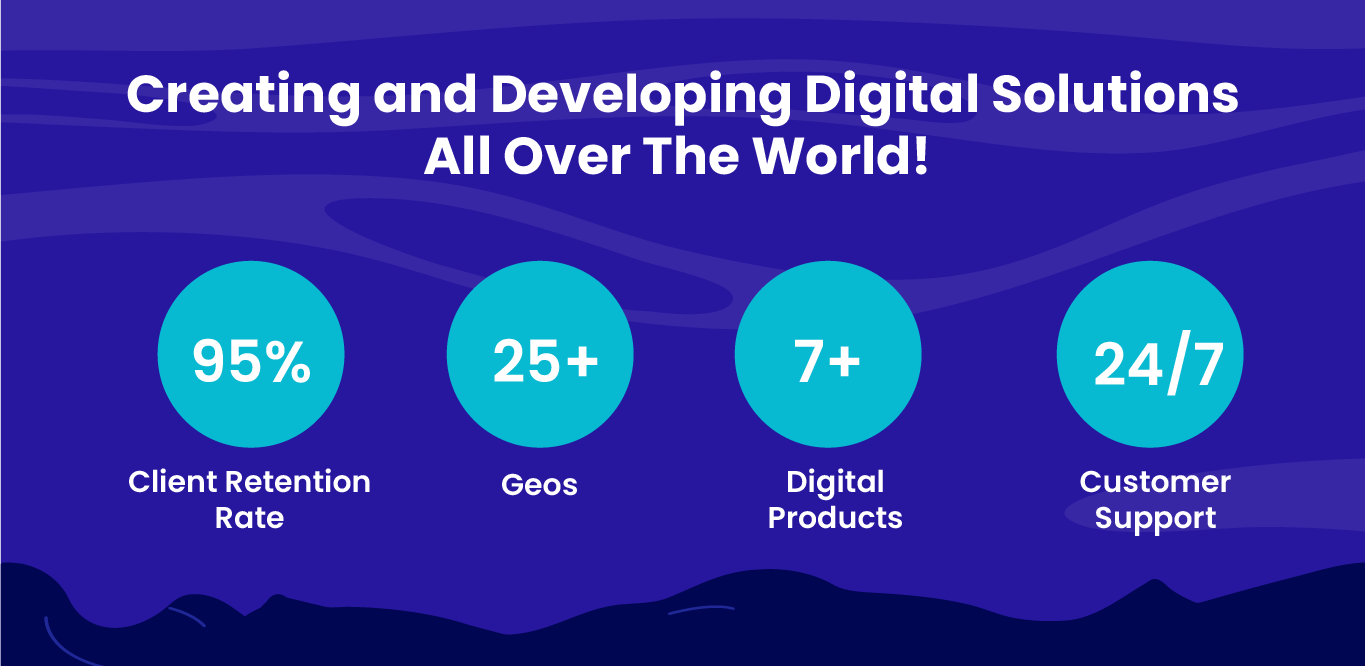 Creating and Developing Digital Solutions
All Over The World!
95%
Client Retention
Rate
25+
Geos
7+
Digital
Products
24/7
Customer
Support